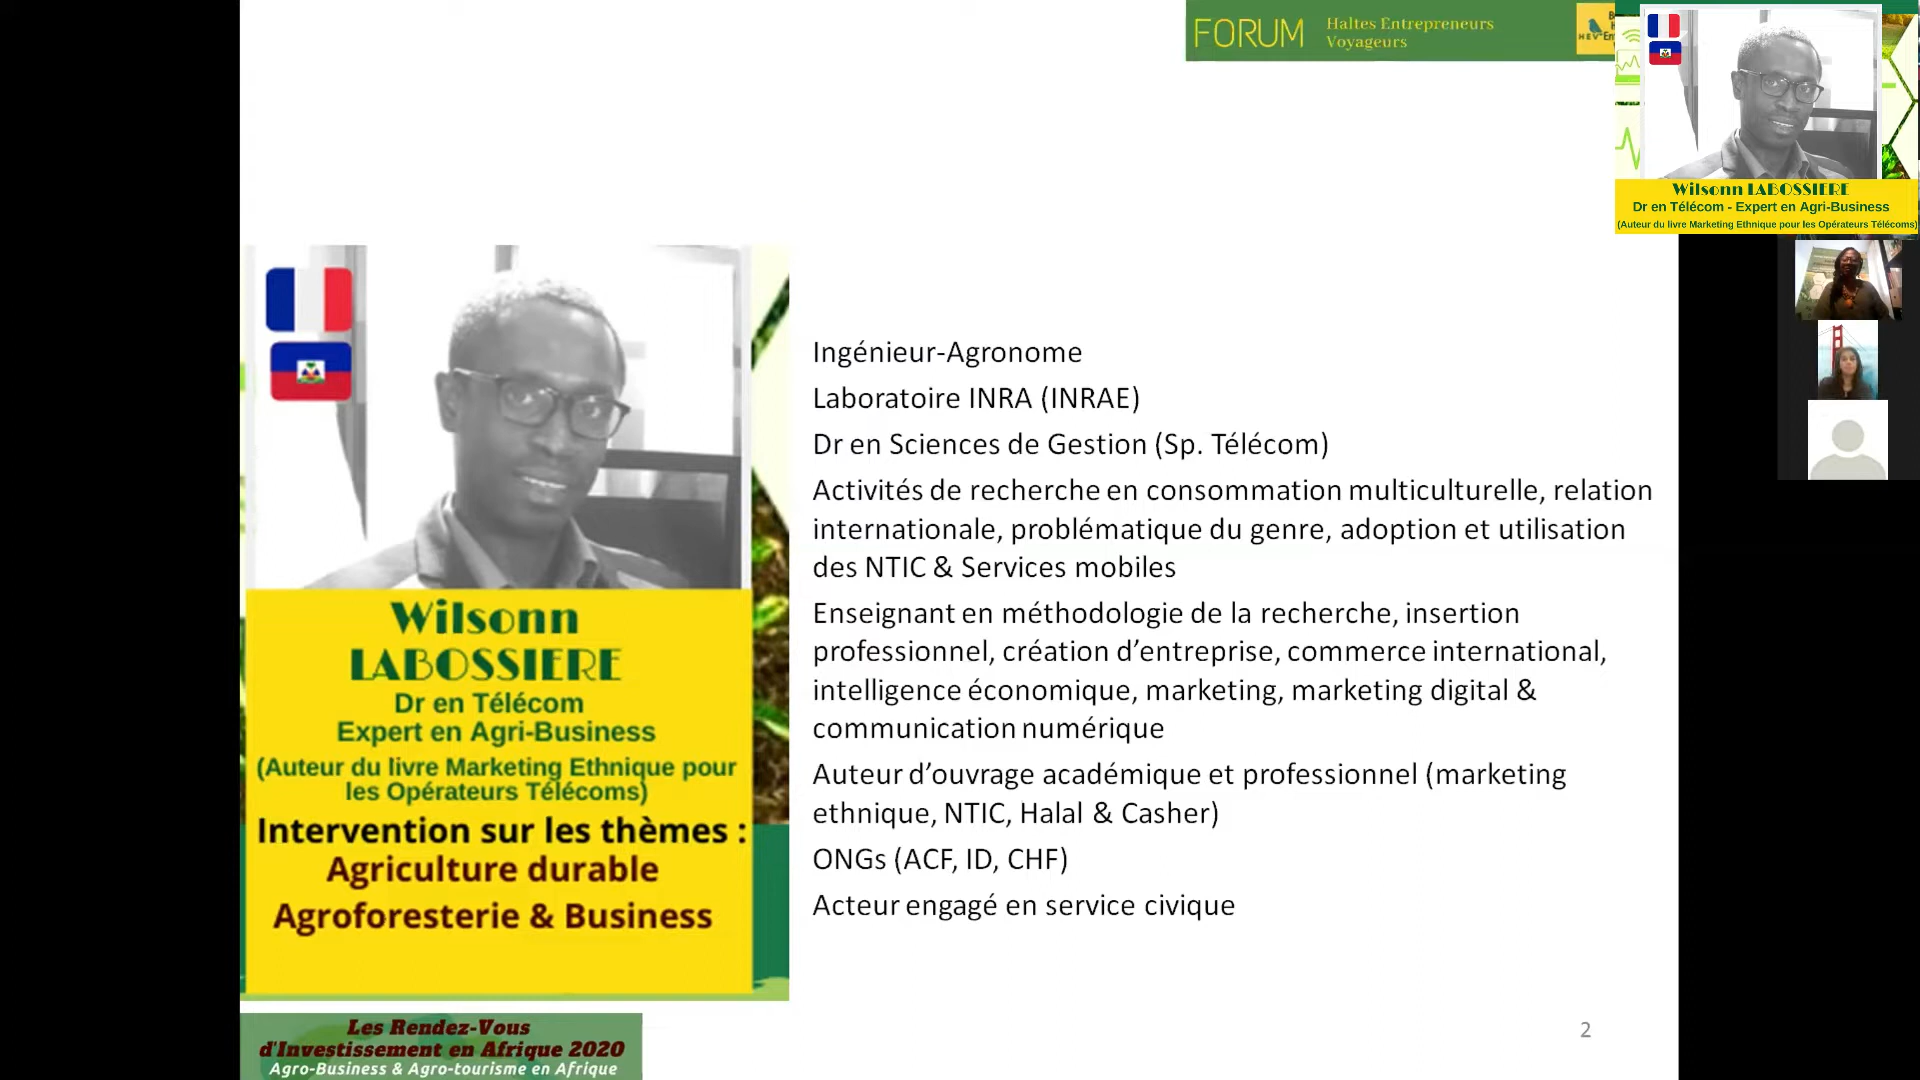 FORUM
Haltes Entrepreneurs
Voyageurs
Wilsonn LABOSSIERE
Dr en Télécom - Expert en Agri-Business
(Auteur du livre Marketing Ethnique pour les Opérateurs Télécoms)
Ingénieur-Agronome
Laboratoire INRA (INRAE)
Dr en Sciences de Gestion (Sp. Télécom)
Activités de recherche en consommation multiculturelle, relation
internationale, problématique du genre, adoption et utilisation
des NTIC & Services mobiles
Enseignant en méthodologie de la recherche, insertion
professionnel, création d’entreprise, commerce international,
intelligence économique, marketing, marketing digital &
communication numérique
Auteur d’ouvrage académique et professionnel (marketing
ethnique, NTIC, Halal & Casher)
ONGs (ACF, ID, CHF)
Acteur engagé en service civique
Wilsonn
LABOSSIERE
Dr en Télécom
Expert en Agri-Business
(Auteur du livre Marketing Ethnique pour
les Opérateurs Télécoms)
Intervention sur les thèmes :
Agriculture durable
Agroforesterie & Business
Les Rendez-Vous
d'Investissement en Afrique 2020
Agro-Business & Agro-tourisme en Afrique
2